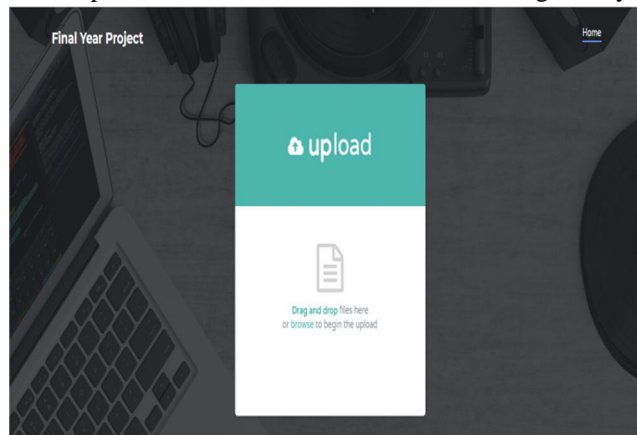 Final Year Project
Home
upload
Drag and drop files here
or browse to begin the upload